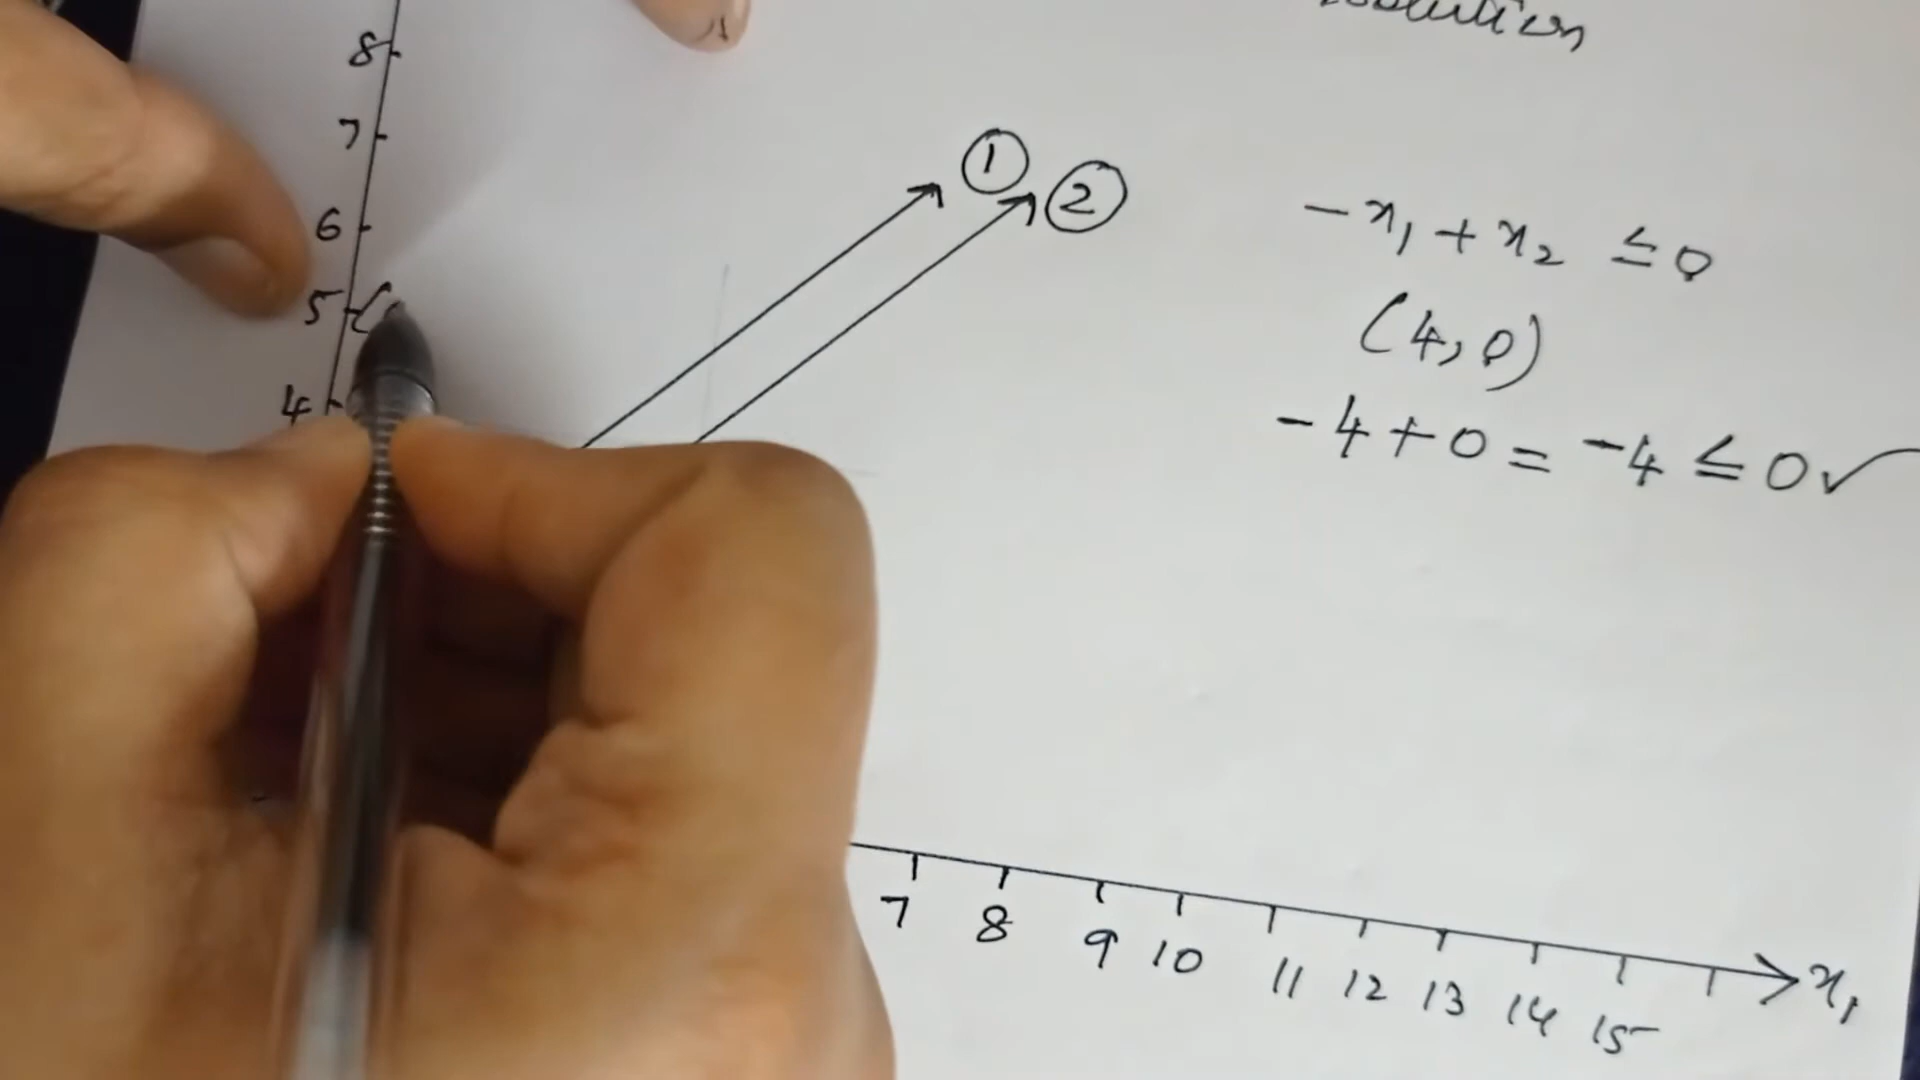 8
7
6
5 (
4
① ②
-x₁ + x₂ ≤ 0
(4, 0)
-4 + 0 = -4 ≤ 0 ✓
7 8 9 10 11 12 13 14 15 x₁